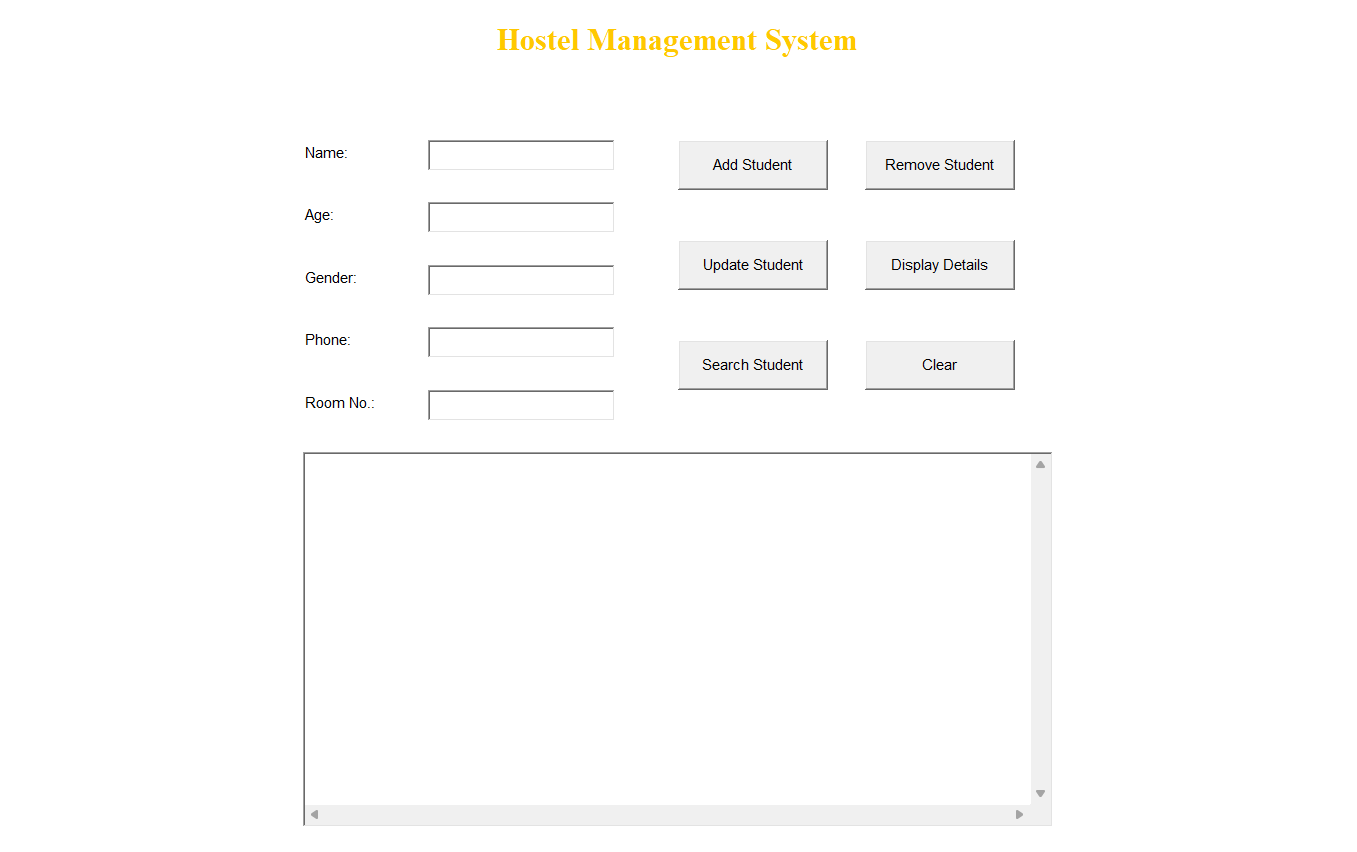 Hostel Management System
Name:
Add Student
Remove Student
Age:
Update Student
Display Details
Gender:
Phone:
Search Student
Clear
Room No.: